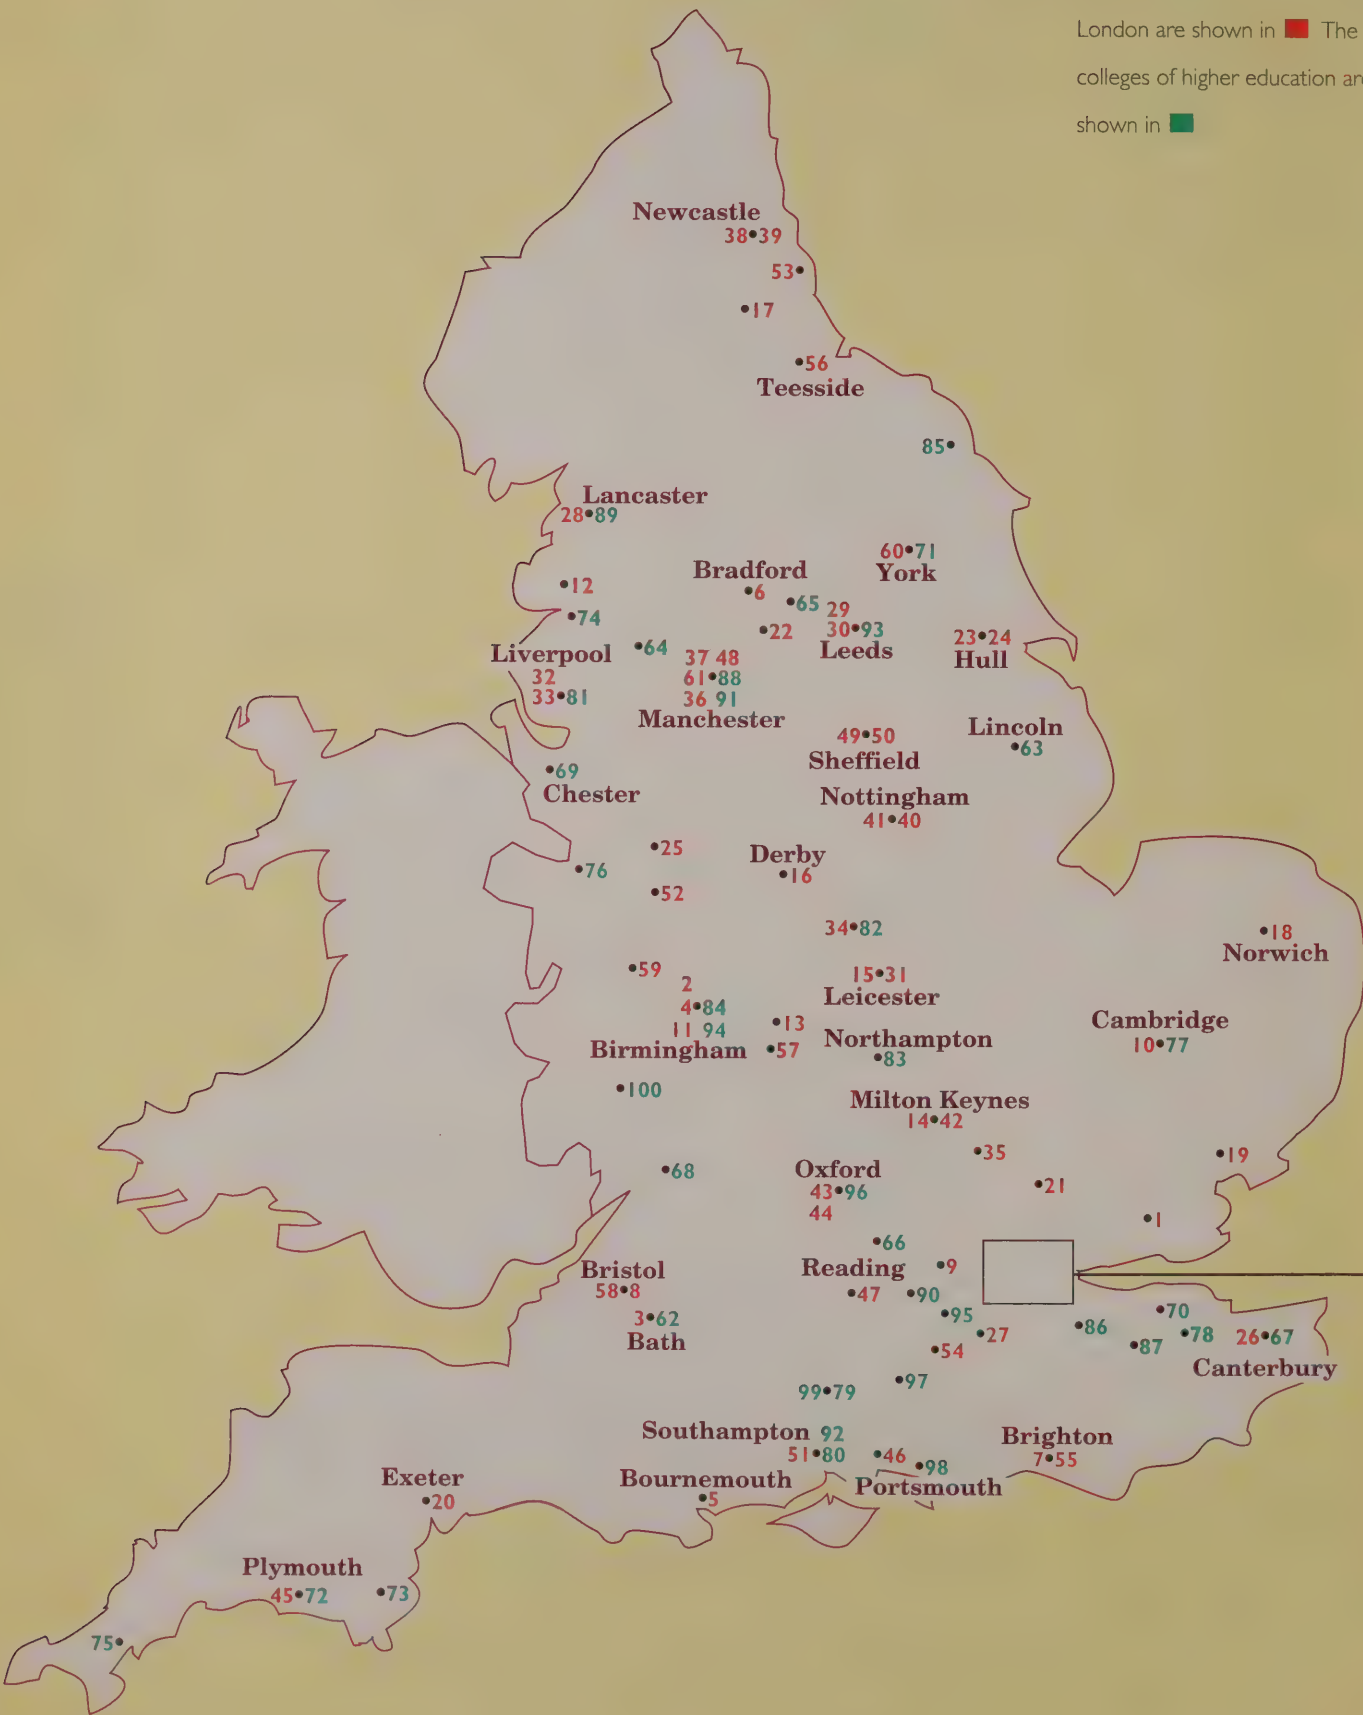 London are shown in The
colleges of higher education are
shown in
Newcastle
38 39
53
17
56
Teesside
85
Lancaster
28 89
60 71
York
Bradford
6
12
65
29
74
22
30 93
Leeds
23 24
Hull
64
Liverpool
32
33 81
37 48
61 88
36 91
Manchester
49 50
Sheffield
Lincoln
63
69
Chester
Nottingham
41 40
25
Derby
16
76
52
34 82
18
Norwich
59
15 31
Leicester
2
4 84
11 94
Birmingham
13
57
Northampton
83
Cambridge
10 77
100
Milton Keynes
14 42
35
19
68
Oxford
43 96
44
21
1
66
Bristol
58 8
Reading
47
9
90
3 62
Bath
95
27
54
86
70
87
78
26 67
Canterbury
99 79
97
Southampton 92
51 80
46
98
Portsmouth
Brighton
7 55
Exeter
20
Bournemouth
5
Plymouth
45 72
73
75